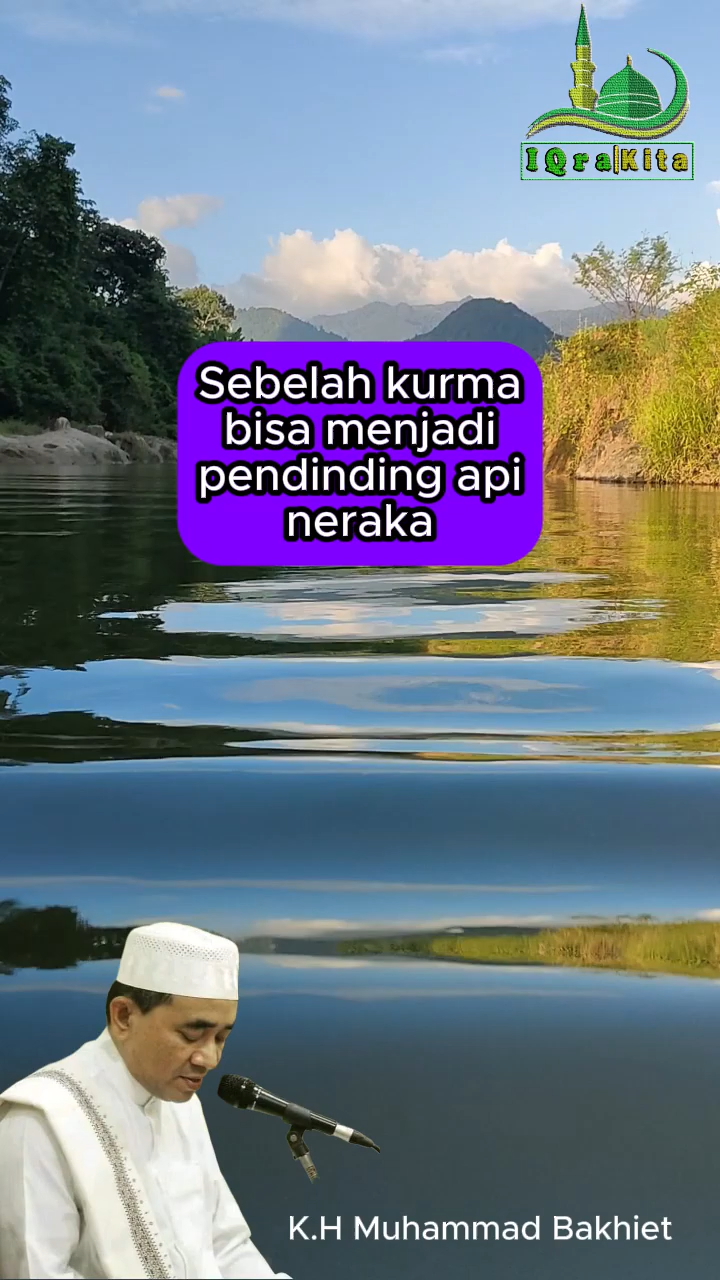 IQra|Kita
Sebelah kurma
bisa menjadi
pendinding api
neraka
K.H Muhammad Bakhiet